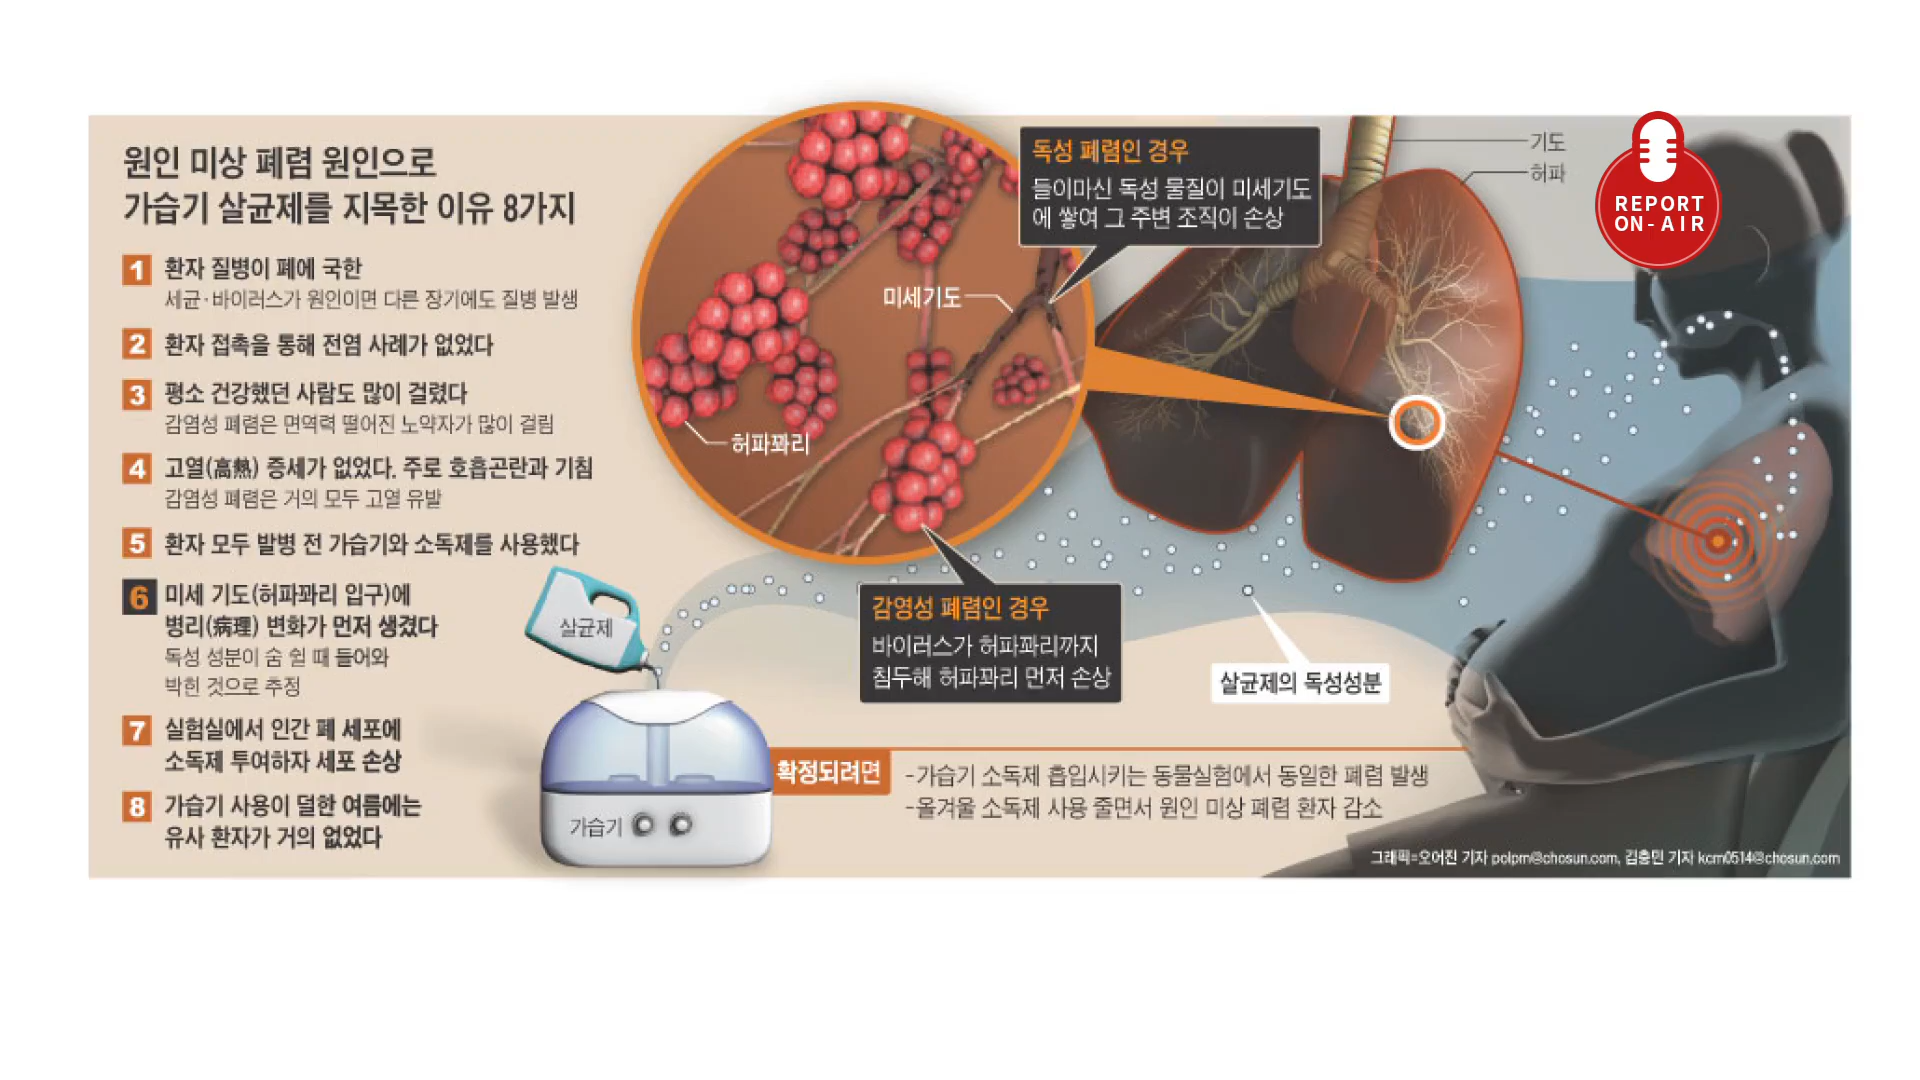 원인 미상 폐렴 원인으로
가습기 살균제를 지목한 이유 8가지
1 환자 질병이 폐에 국한
세균·바이러스가 원인이면 다른 장기에도 질병 발생
2 환자 접촉을 통해 전염 사례가 없었다
3 평소 건강했던 사람도 많이 걸렸다
감염성 폐렴은 면역력 떨어진 노약자가 많이 걸림
4 고열(高熱) 증세가 없었다. 주로 호흡곤란과 기침
감염성 폐렴은 거의 모두 고열 유발
5 환자 모두 발병 전 가습기와 소독제를 사용했다
6 미세 기도(허파꽈리 입구)에
병리(病理) 변화가 먼저 생겼다
독성 성분이 숨 쉴 때 들어와
박힌 것으로 추정
7 실험실에서 인간 폐 세포에
소독제 투여하자 세포 손상
8 가습기 사용이 덜한 여름에는
유사 환자가 거의 없었다
살균제
가습기
미세기도
허파꽈리
독성 폐렴인 경우
들이마신 독성 물질이 미세기도
에 쌓여 그 주변 조직이 손상
기도
허파
REPORT
ON-AIR
감염성 폐렴인 경우
바이러스가 허파꽈리까지
침투해 허파꽈리 먼저 손상
살균제의 독성성분
확정되려면
-가습기 소독제 흡입시키는 동물실험에서 동일한 폐렴 발생
-올겨울 소독제 사용 줄면서 원인 미상 폐렴 환자 감소
그래픽=오어진 기자 polpm@chosun.com, 김충민 기자 kcm0514@chosun.com